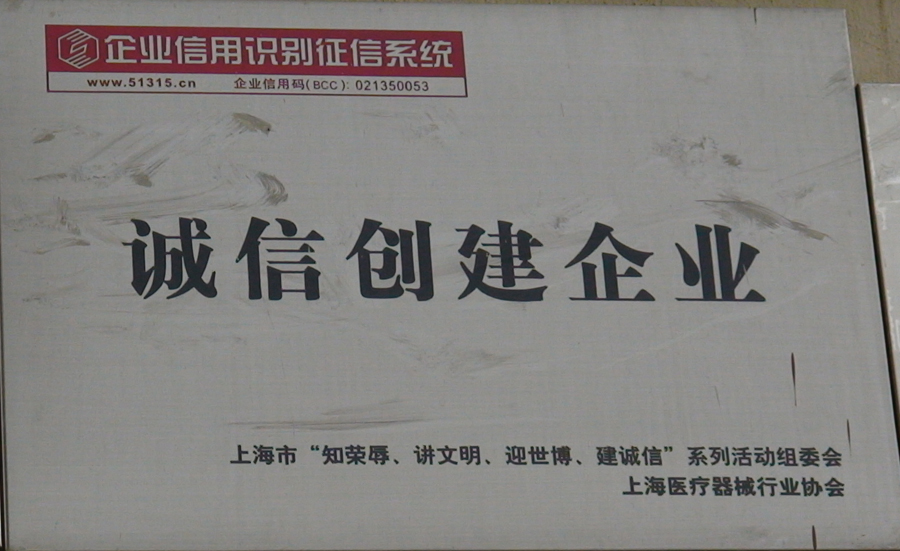 企业信用识别征信系统
www.51315.cn 企业信用码(BCC): 021350053
诚信创建企业
上海市“知荣辱、讲文明、迎世博、建诚信”系列活动组委会
上海医疗器械行业协会